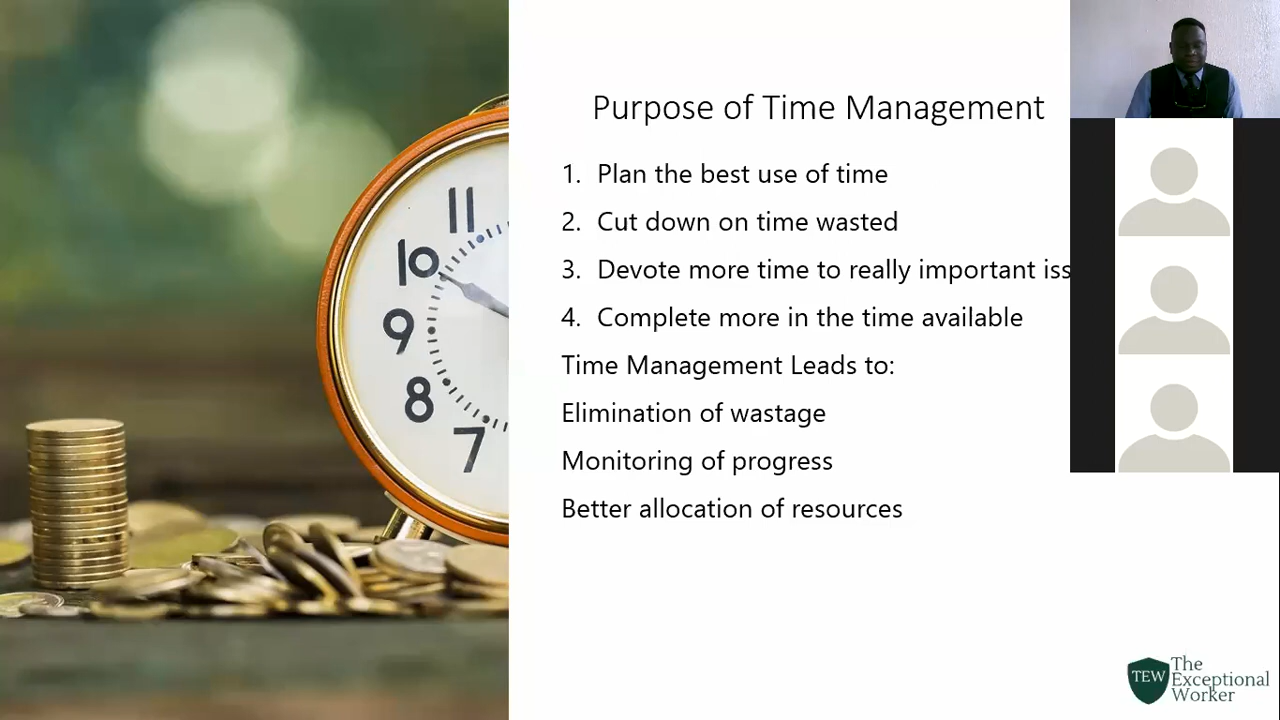 Purpose of Time Management
1. Plan the best use of time
2. Cut down on time wasted
3. Devote more time to really important iss
4. Complete more in the time available
Time Management Leads to:
Elimination of wastage
Monitoring of progress
Better allocation of resources
11
10
9
8
7
TEW
The
Exceptional
Worker